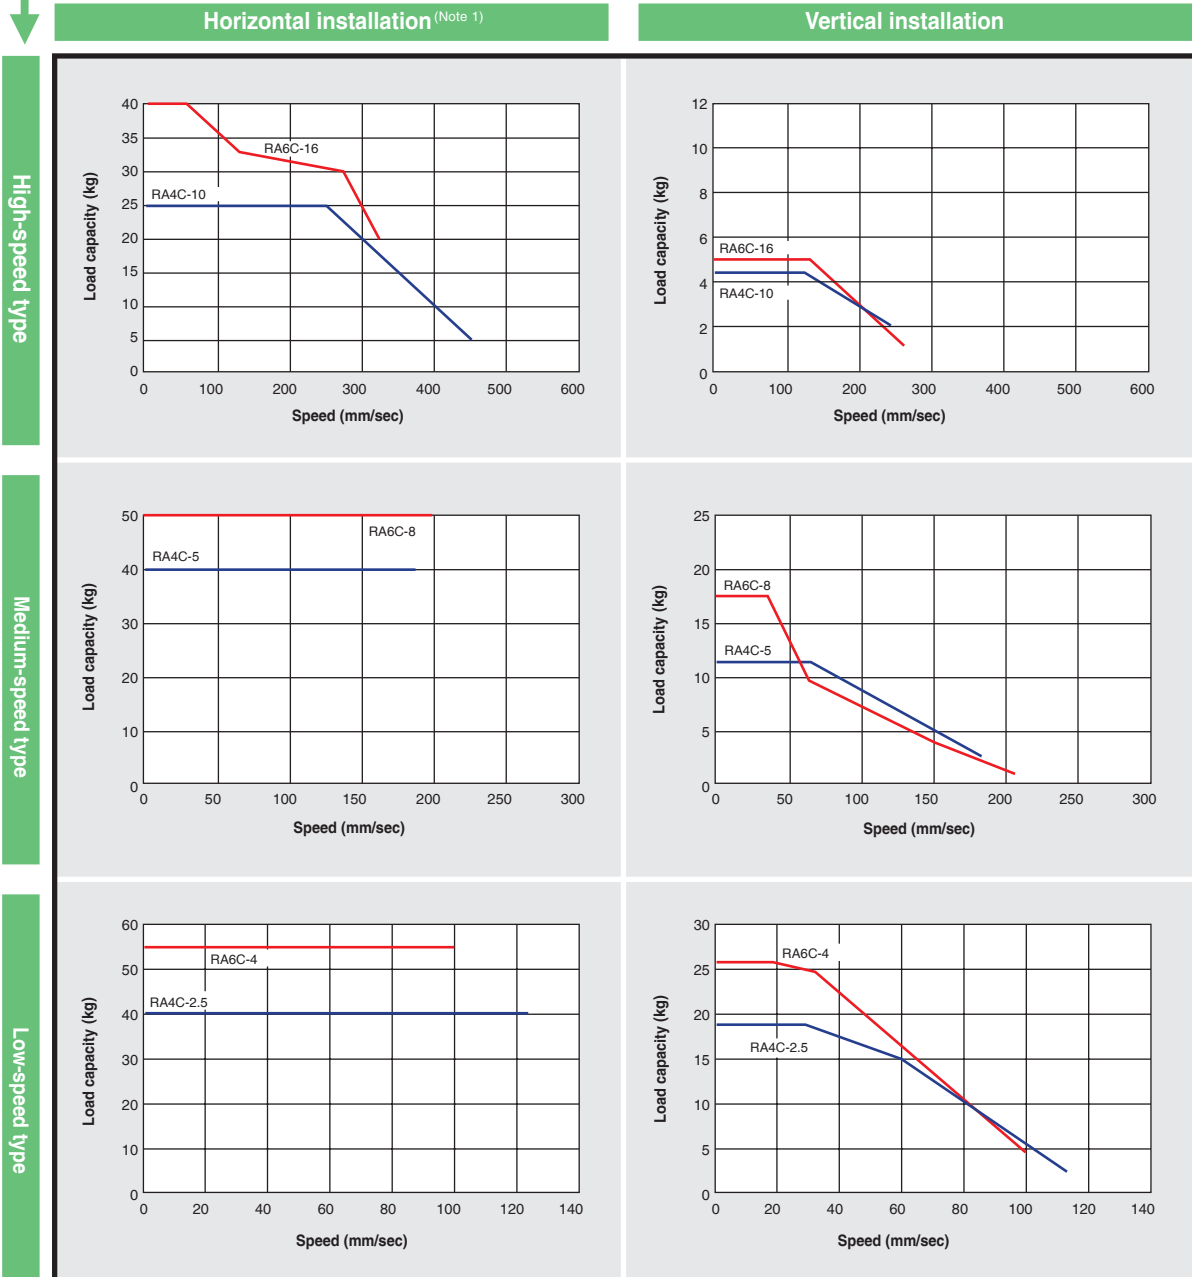 Horizontal installation (Note 1)
Vertical installation
High-speed type
Load capacity (kg)
40
35
30
25
20
15
10
5
0
RA6C-16
RA4C-10
0 100 200 300 400 500 600
Speed (mm/sec)
Load capacity (kg)
12
10
8
6
4
2
0
RA6C-16
RA4C-10
0 100 200 300 400 500 600
Speed (mm/sec)
Medium-speed type
Load capacity (kg)
50
40
30
20
10
0
RA6C-8
RA4C-5
0 50 100 150 200 250 300
Speed (mm/sec)
Load capacity (kg)
25
20
15
10
5
0
RA6C-8
RA4C-5
0 50 100 150 200 250 300
Speed (mm/sec)
Low-speed type
Load capacity (kg)
60
50
40
30
20
10
0
RA6C-4
RA4C-2.5
0 20 40 60 80 100 120 140
Speed (mm/sec)
Load capacity (kg)
30
25
20
15
10
5
0
RA6C-4
RA4C-2.5
0 20 40 60 80 100 120 140
Speed (mm/sec)